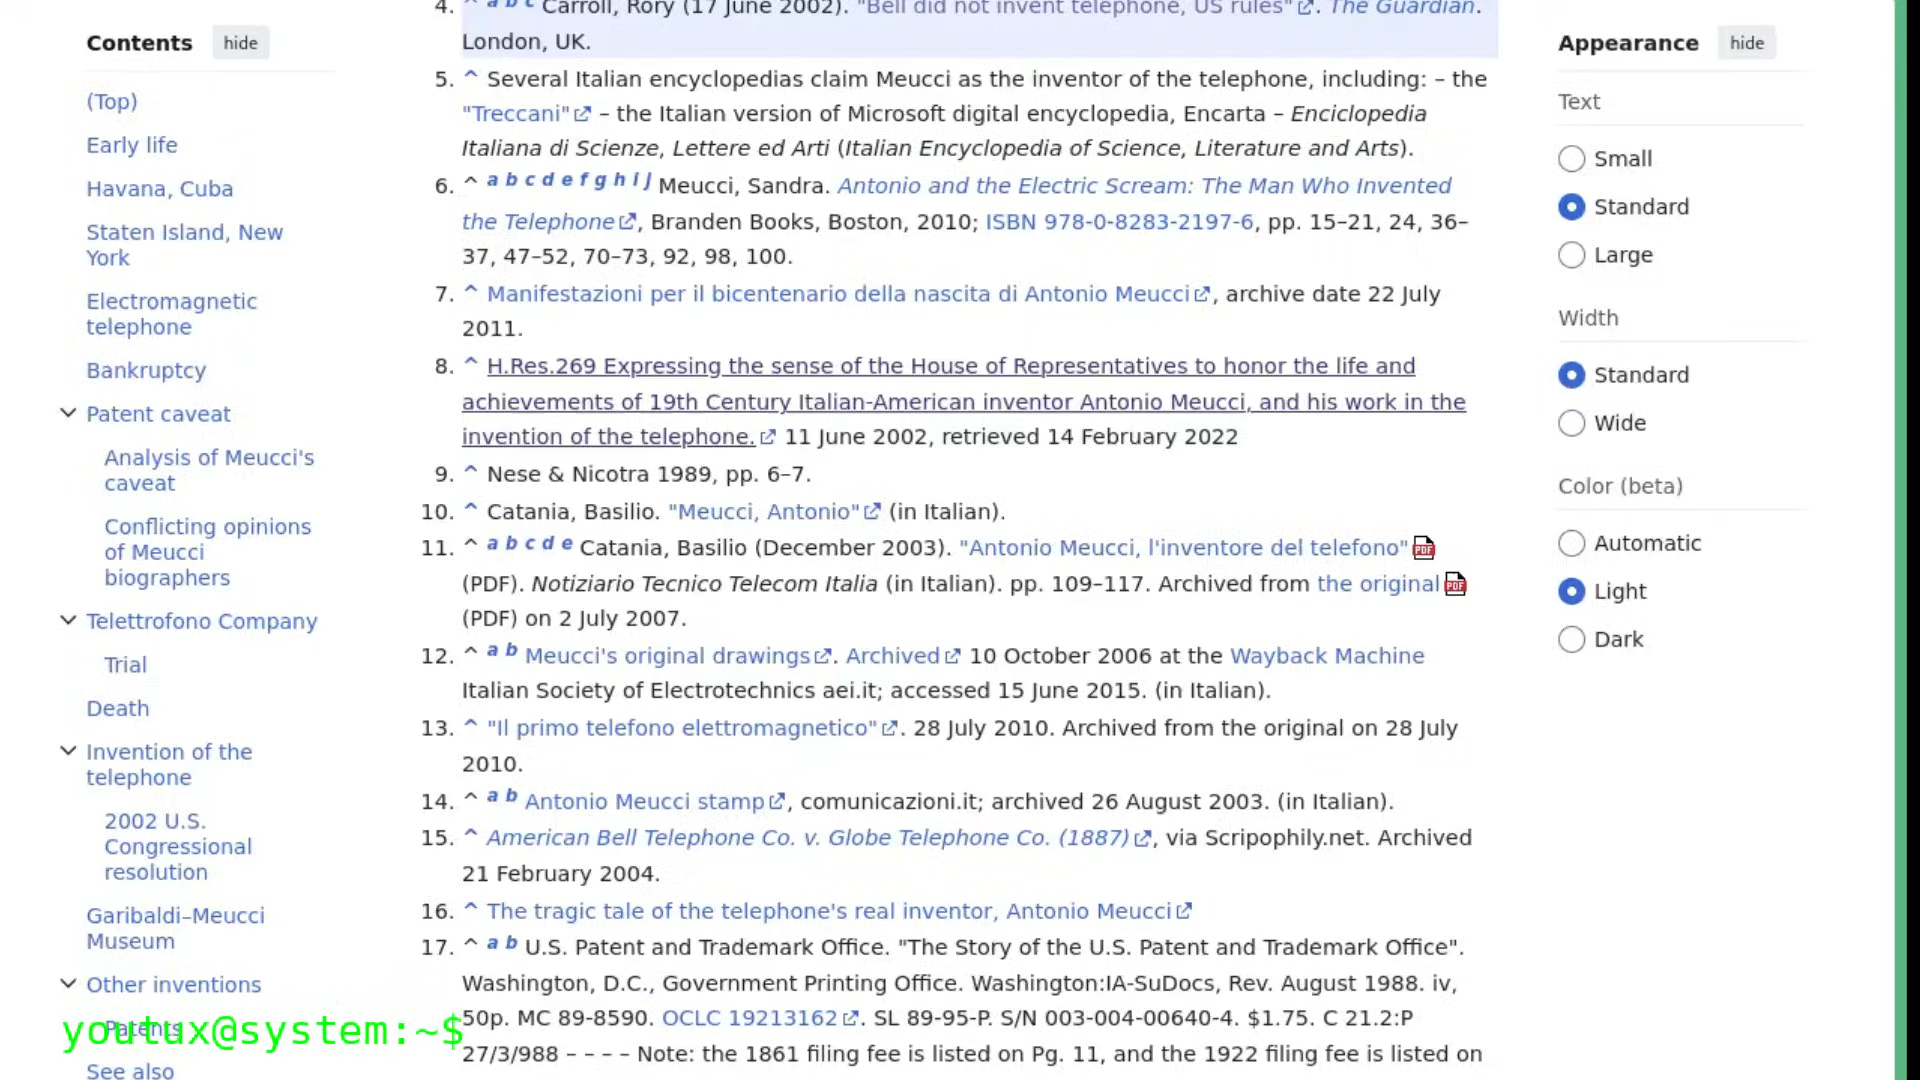 Contents hide
(Top)
Early life
Havana, Cuba
Staten Island, New
York
Electromagnetic
telephone
Bankruptcy
Patent caveat
Analysis of Meucci's
caveat
Conflicting opinions
of Meucci
biographers
Telettrofono Company
Trial
Death
Invention of the
telephone
2002 U.S.
Congressional
resolution
Garibaldi–Meucci
Museum
Other inventions
Patents
See also
youtux@system:~$
4. ^ a b c Carroll, Rory (17 June 2002). "Bell did not invent telephone, US rules". The Guardian.
London, UK.
5. ^ Several Italian encyclopedias claim Meucci as the inventor of the telephone, including: – the
"Treccani" – the Italian version of Microsoft digital encyclopedia, Encarta – Enciclopedia
Italiana di Scienze, Lettere ed Arti (Italian Encyclopedia of Science, Literature and Arts).
6. ^ a b c d e f g h i j Meucci, Sandra. Antonio and the Electric Scream: The Man Who Invented
the Telephone, Branden Books, Boston, 2010; ISBN 978-0-8283-2197-6, pp. 15–21, 24, 36–
37, 47–52, 70–73, 92, 98, 100.
7. ^ Manifestazioni per il bicentenario della nascita di Antonio Meucci, archive date 22 July
2011.
8. ^ H.Res.269 Expressing the sense of the House of Representatives to honor the life and
achievements of 19th Century Italian-American inventor Antonio Meucci, and his work in the
invention of the telephone. 11 June 2002, retrieved 14 February 2022
9. ^ Nese & Nicotra 1989, pp. 6–7.
10. ^ Catania, Basilio. "Meucci, Antonio" (in Italian).
11. ^ a b c d e Catania, Basilio (December 2003). "Antonio Meucci, l'inventore del telefono" PDF
(PDF). Notiziario Tecnico Telecom Italia (in Italian). pp. 109–117. Archived from the original PDF
(PDF) on 2 July 2007.
12. ^ a b Meucci's original drawings. Archived 10 October 2006 at the Wayback Machine
Italian Society of Electrotechnics aei.it; accessed 15 June 2015. (in Italian).
13. ^ "Il primo telefono elettromagnetico". 28 July 2010. Archived from the original on 28 July
2010.
14. ^ a b Antonio Meucci stamp, comunicazioni.it; archived 26 August 2003. (in Italian).
15. ^ American Bell Telephone Co. v. Globe Telephone Co. (1887), via Scripophily.net. Archived
21 February 2004.
16. ^ The tragic tale of the telephone's real inventor, Antonio Meucci
17. ^ a b U.S. Patent and Trademark Office. "The Story of the U.S. Patent and Trademark Office".
Washington, D.C., Government Printing Office. Washington:IA-SuDocs, Rev. August 1988. iv,
50p. MC 89-8590. OCLC 19213162. SL 89-95-P. S/N 003-004-00640-4. $1.75. C 21.2:P
27/3/988 – – – – Note: the 1861 filing fee is listed on Pg. 11, and the 1922 filing fee is listed on
Appearance hide
Text
Small
Standard
Large
Width
Standard
Wide
Color (beta)
Automatic
Light
Dark